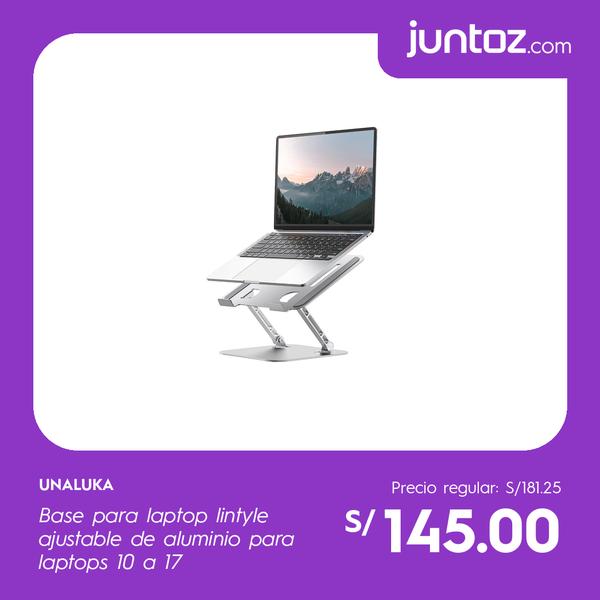 juntoz.com
UNALUKA
Base para laptop lintyle
ajustable de aluminio para
laptops 10 a 17
Precio regular: S/181.25
S/145.00